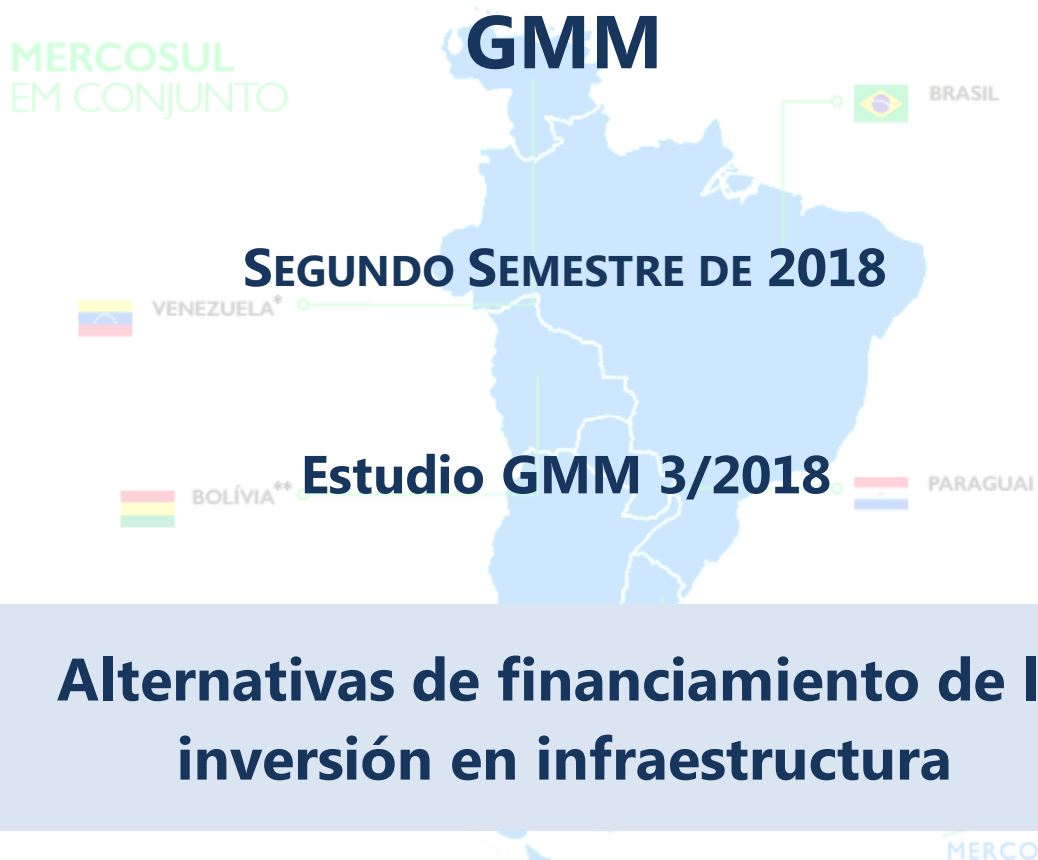 GMM
MERCOSUL
EM CONJUNTO
BRASIL
SEGUNDO SEMESTRE DE 2018
VENEZUELA*
Estudio GMM 3/2018
BOLÍVIA**
PARAGUAI
Alternativas de financiamiento de l
inversión en infraestructura
MERCO